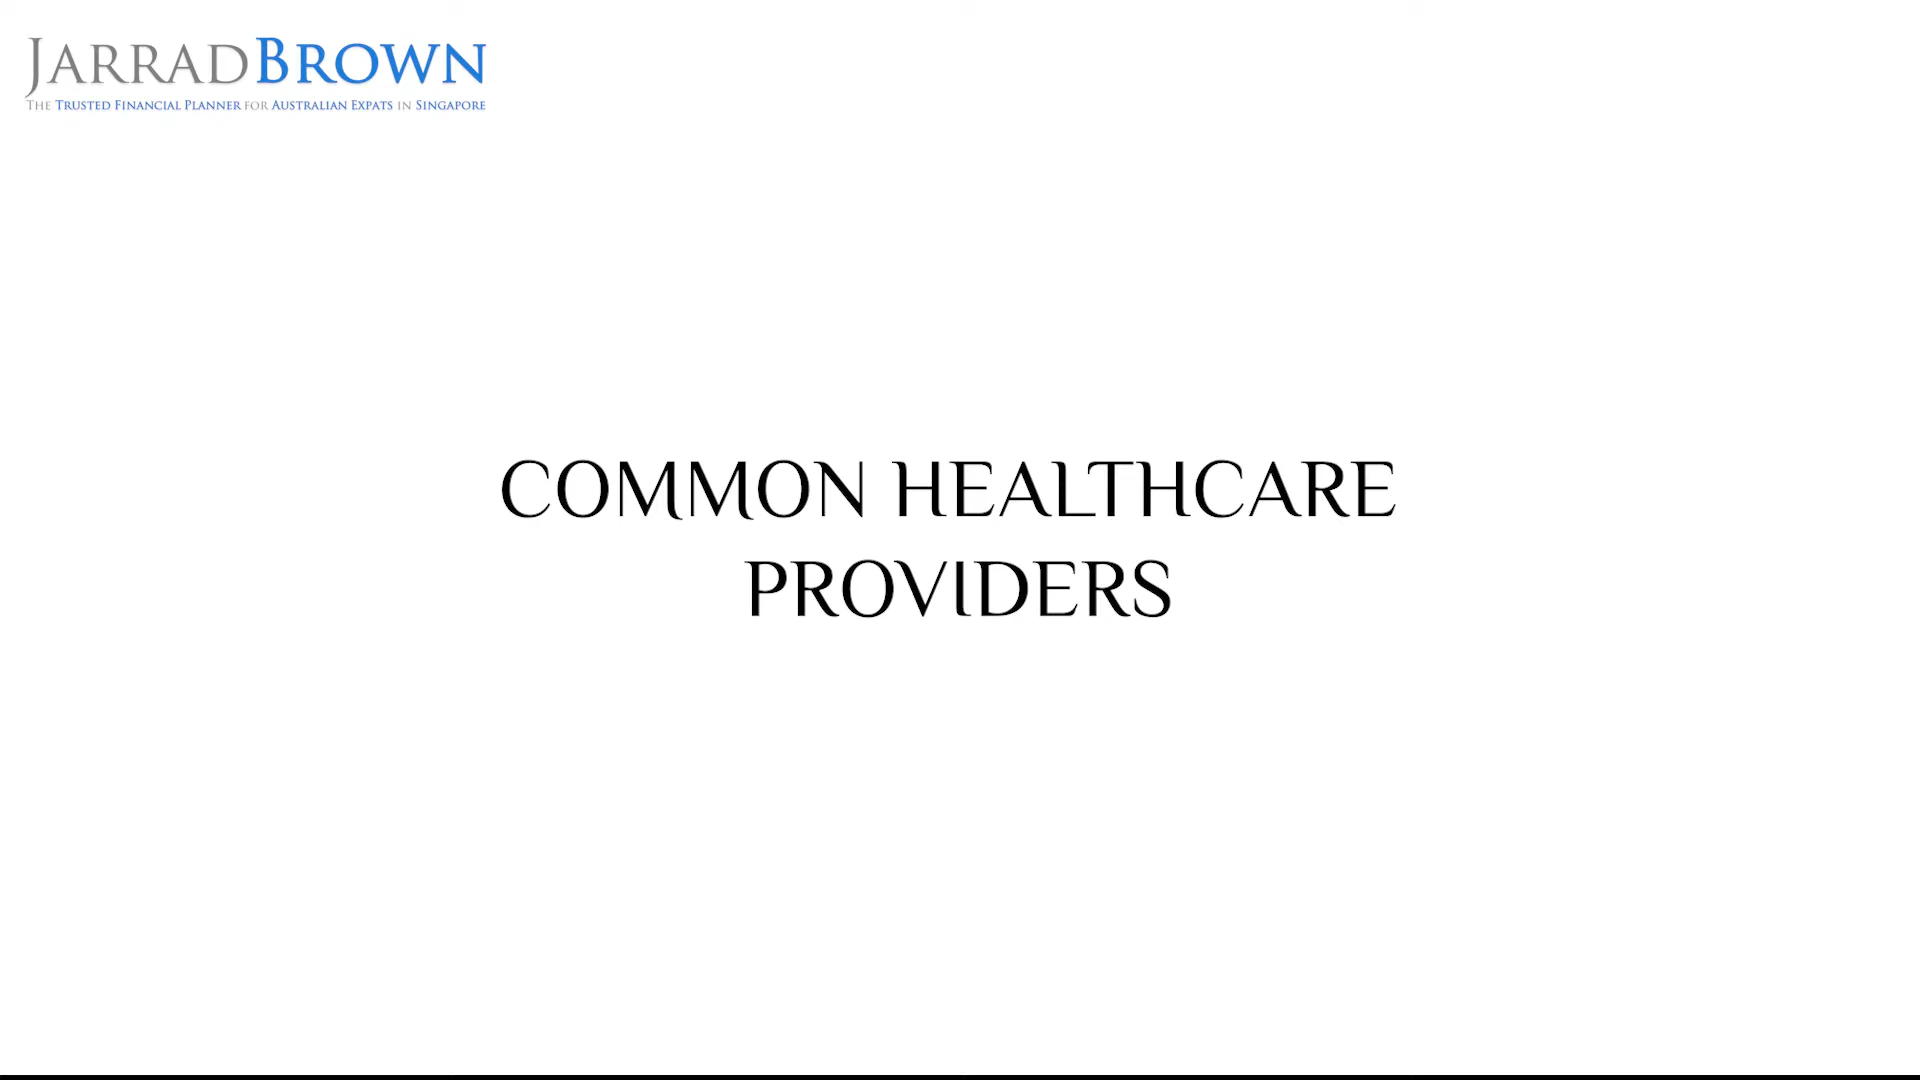 JARRADBROWN
THE TRUSTED FINANCIAL PLANNER FOR AUSTRALIAN EXPATS IN SINGAPORE
COMMON HEALTHCARE
PROVIDERS